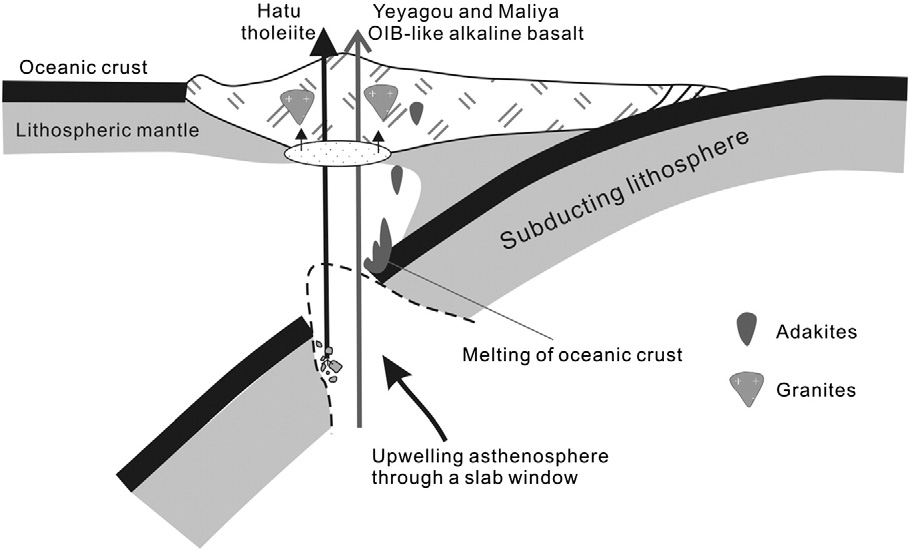 Hatu
tholeiite
Yeyagou and Maliya
OIB-like alkaline basalt
Oceanic crust
Lithospheric mantle
Subducting lithosphere
Adakites
Melting of oceanic crust
Granites
Upwelling asthenosphere
through a slab window